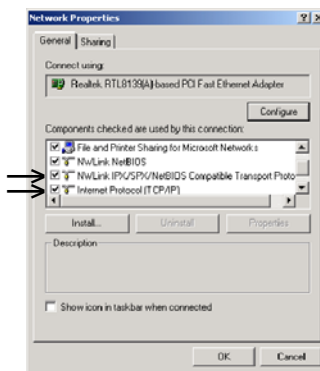 Network Properties
General Sharing
Connect using:
Realtek RTL8139(A)-based PCI Fast Ethernet Adapter
Configure
Components checked are used by this connection:
File and Printer Sharing for Microsoft Networks
NWLink NetBIOS
NWLink IPX/SPX/NetBIOS Compatible Transport Proto
Internet Protocol (TCP/IP)
Install... Uninstall Properties
Description
Show icon in taskbar when connected
OK Cancel